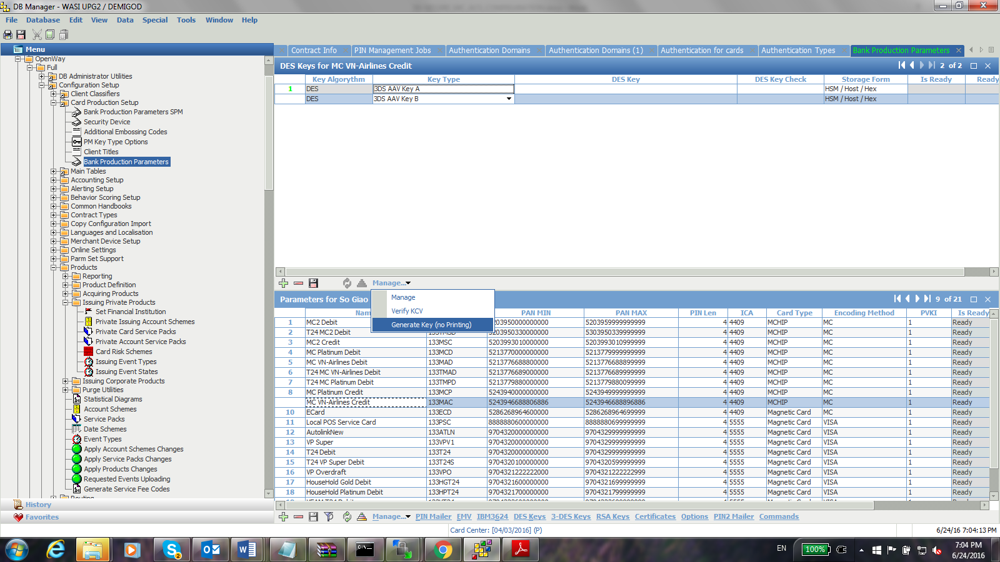 DB Manager - WASI UPG2 / DEMIGOD
File Database Edit View Data Special Tools Window Help
Menu
OpenWay
Full
DB Administrator Utilities
Configuration Setup
Client Classifiers
Card Production Setup
Bank Production Parameters SPM
Security Device
Additional Embossing Codes
PM Key Type Options
Client Titles
Bank Production Parameters
Main Tables
Accounting Setup
Alerting Setup
Behavior Scoring Setup
Common Handbooks
Contract Types
Copy Configuration Import
Languages and Localisation
Merchant Device Setup
Online Settings
Parm Set Support
Products
Reporting
Product Definition
Acquiring Products
Issuing Private Products
Set Financial Institution
Private Issuing Account Schemes
Private Card Service Packs
Private Account Service Packs
Card Risk Schemes
Issuing Event Types
Issuing Event States
Issuing Corporate Products
Purge Utilities
Statistical Diagrams
Account Schemes
Service Packs
Date Schemes
Event Types
Apply Account Schemes Changes
Apply Service Packs Changes
Apply Products Changes
Requested Events Uploading
Generate Service Fee Codes
Routing
History
Favorites
Contract Info PIN Management Jobs Authentication Domains Authentication Domains (1) Authentication for cards Authentication Types Bank Production Parameters
DES Keys for MC VN-Airlines Credit 2 of 2
Key Algorythm Key Type DES Key DES Key Check Storage Form Is Ready Ready
1 DES 3DS AAV Key A HSM / Host / Hex
DES 3DS AAV Key B HSM / Host / Hex
Manage...
Manage
Verify KCV
Generate Key (no Printing)
Parameters for So Giao 9 of 21
Nam PAN MIN PAN MAX PIN Len ICA Card Type Encoding Method PVKI Is Ready
1 MC2 Debit 5203950000000000 5203959999999999 4 4409 MCHIP MC 1 Ready
2 T24 MC2 Debit 133TMSD 5203950330000000 5303950339999999 4 4409 MCHIP MC 1 Ready
3 MC2 Credit 133MSC 5203993010000000 5203993010999999 4 4409 MCHIP MC 1 Ready
4 MC Platinum Debit 133MCD 5213770000000000 5213779999999999 4 4409 MCHIP MC 1 Ready
5 MC VN-Airlines Debit 133MAD 5213776688800000 5213776688899999 4 4409 MCHIP MC 1 Ready
6 T24 MC VN-Airlines Debit 133TMAD 5213776689000000 5213776689999999 4 4409 MCHIP MC 1 Ready
7 T24 MC Platinum Debit 133TMPD 5213779880000000 5213779880099999 4 4409 MCHIP MC 1 Ready
8 MC Platinum Credit 133MCP 5243940000000000 5243949999999999 4 4409 MCHIP MC 1 Ready
MC VN-Airlines Credit 133MAC 5243946688806886 5243946688896886 4 4409 MCHIP MC 1 Ready
10 ECard 133ECD 5286268964600000 5286268964699999 4 4409 Magnetic Card MC 1 Ready
11 Local POS Service Card 133PSC 8888880600000000 8888880699999999 4 5555 Magnetic Card VISA 1 Ready
12 AutolinkNew 133ATLN 9704320000000000 9704329999999999 4 5555 Magnetic Card VISA 1 Ready
13 VP Super 133VPV1 9704320000000000 9704329999999999 4 5555 Magnetic Card VISA 1 Ready
14 T24 Debit 133T24 9704320000000000 9704329999999999 4 5555 Magnetic Card VISA 1 Ready
15 T24 VP Super Debit 133T24S 9704320100000000 9704320599999999 4 5555 Magnetic Card VISA 1 Ready
16 VP Overdraft 133VPO 9704321222222000 9704321222222999 4 5555 Magnetic Card VISA 1 Ready
17 HouseHold Gold Debit 133HGT24 9704321600000000 9704321699999999 4 5555 Magnetic Card VISA 1 Ready
18 HouseHold Platinum Debit 133HPT24 9704321700000000 9704321799999999 4 5555 Magnetic Card VISA 1 Ready
Manage... PIN Mailer EMV IBM3624 DES Keys 3-DES Keys RSA Keys Certificates Options PIN2 Mailer Commands
Card Center: [04/03/2016] (P) 6/24/16 7:04:13 PM
EN 100% 7:04 PM
6/24/2016